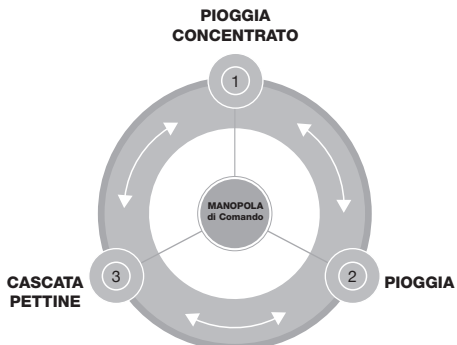 PIOGGIA
CONCENTRATO
1
MANOPOLA
di Comando
CASCATA
PETTINE
3
2
PIOGGIA